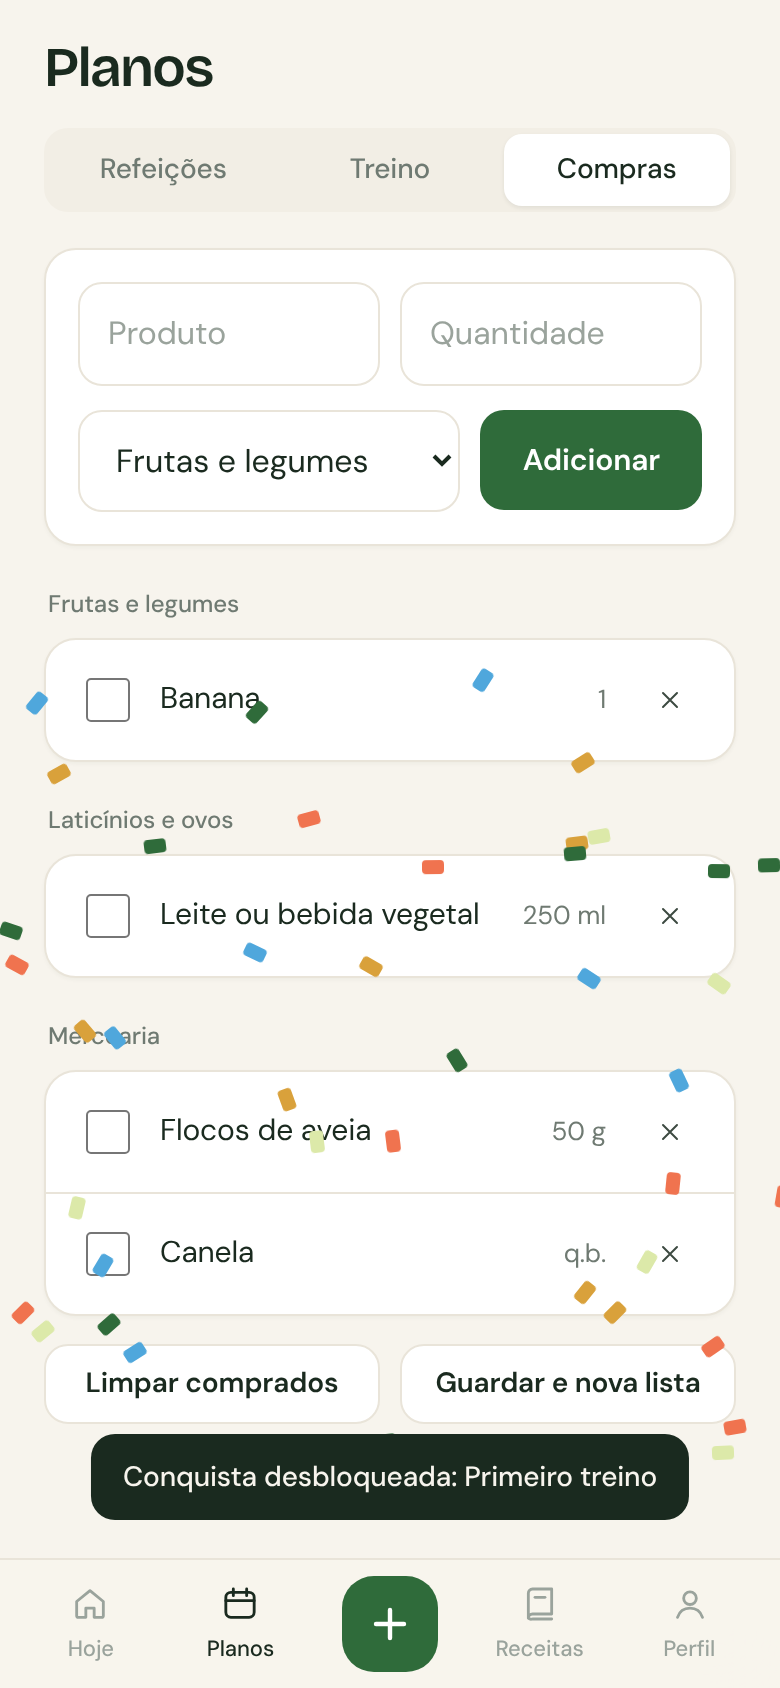 Planos
Refeições Treino Compras
Produto Quantidade
Frutas e legumes Adicionar
Frutas e legumes
Banana 1
Laticínios e ovos
Leite ou bebida vegetal 250 ml
Mercearia
Flocos de aveia 50 g
Canela q.b.
Limpar comprados Guardar e nova lista
Conquista desbloqueada: Primeiro treino
Hoje Planos Receitas Perfil